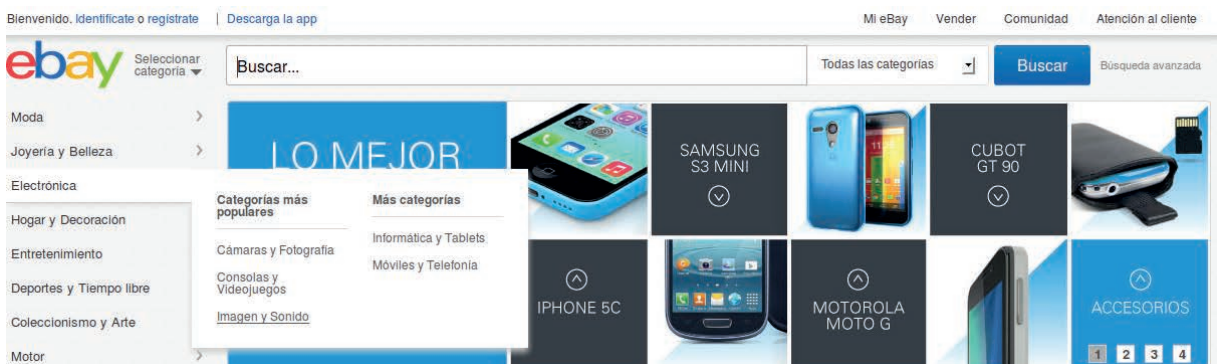 Bienvenido. Identifícate o regístrate | Descarga la app
Mi eBay Vender Comunidad Atención al cliente
ebay
Seleccionar
categoría
Buscar...
Todas las categorías
Buscar
Búsqueda avanzada
Moda
Joyería y Belleza
Electrónica
Hogar y Decoración
Entretenimiento
Deportes y Tiempo libre
Coleccionismo y Arte
Motor
Categorías más
populares
Cámaras y Fotografía
Consolas y
Videojuegos
Imagen y Sonido
Más categorías
Informática y Tablets
Móviles y Telefonía
LO MEJOR
SAMSUNG
S3 MINI
CUBOT
GT 90
IPHONE 5C
MOTOROLA
MOTO G
ACCESORIOS
1 2 3 4